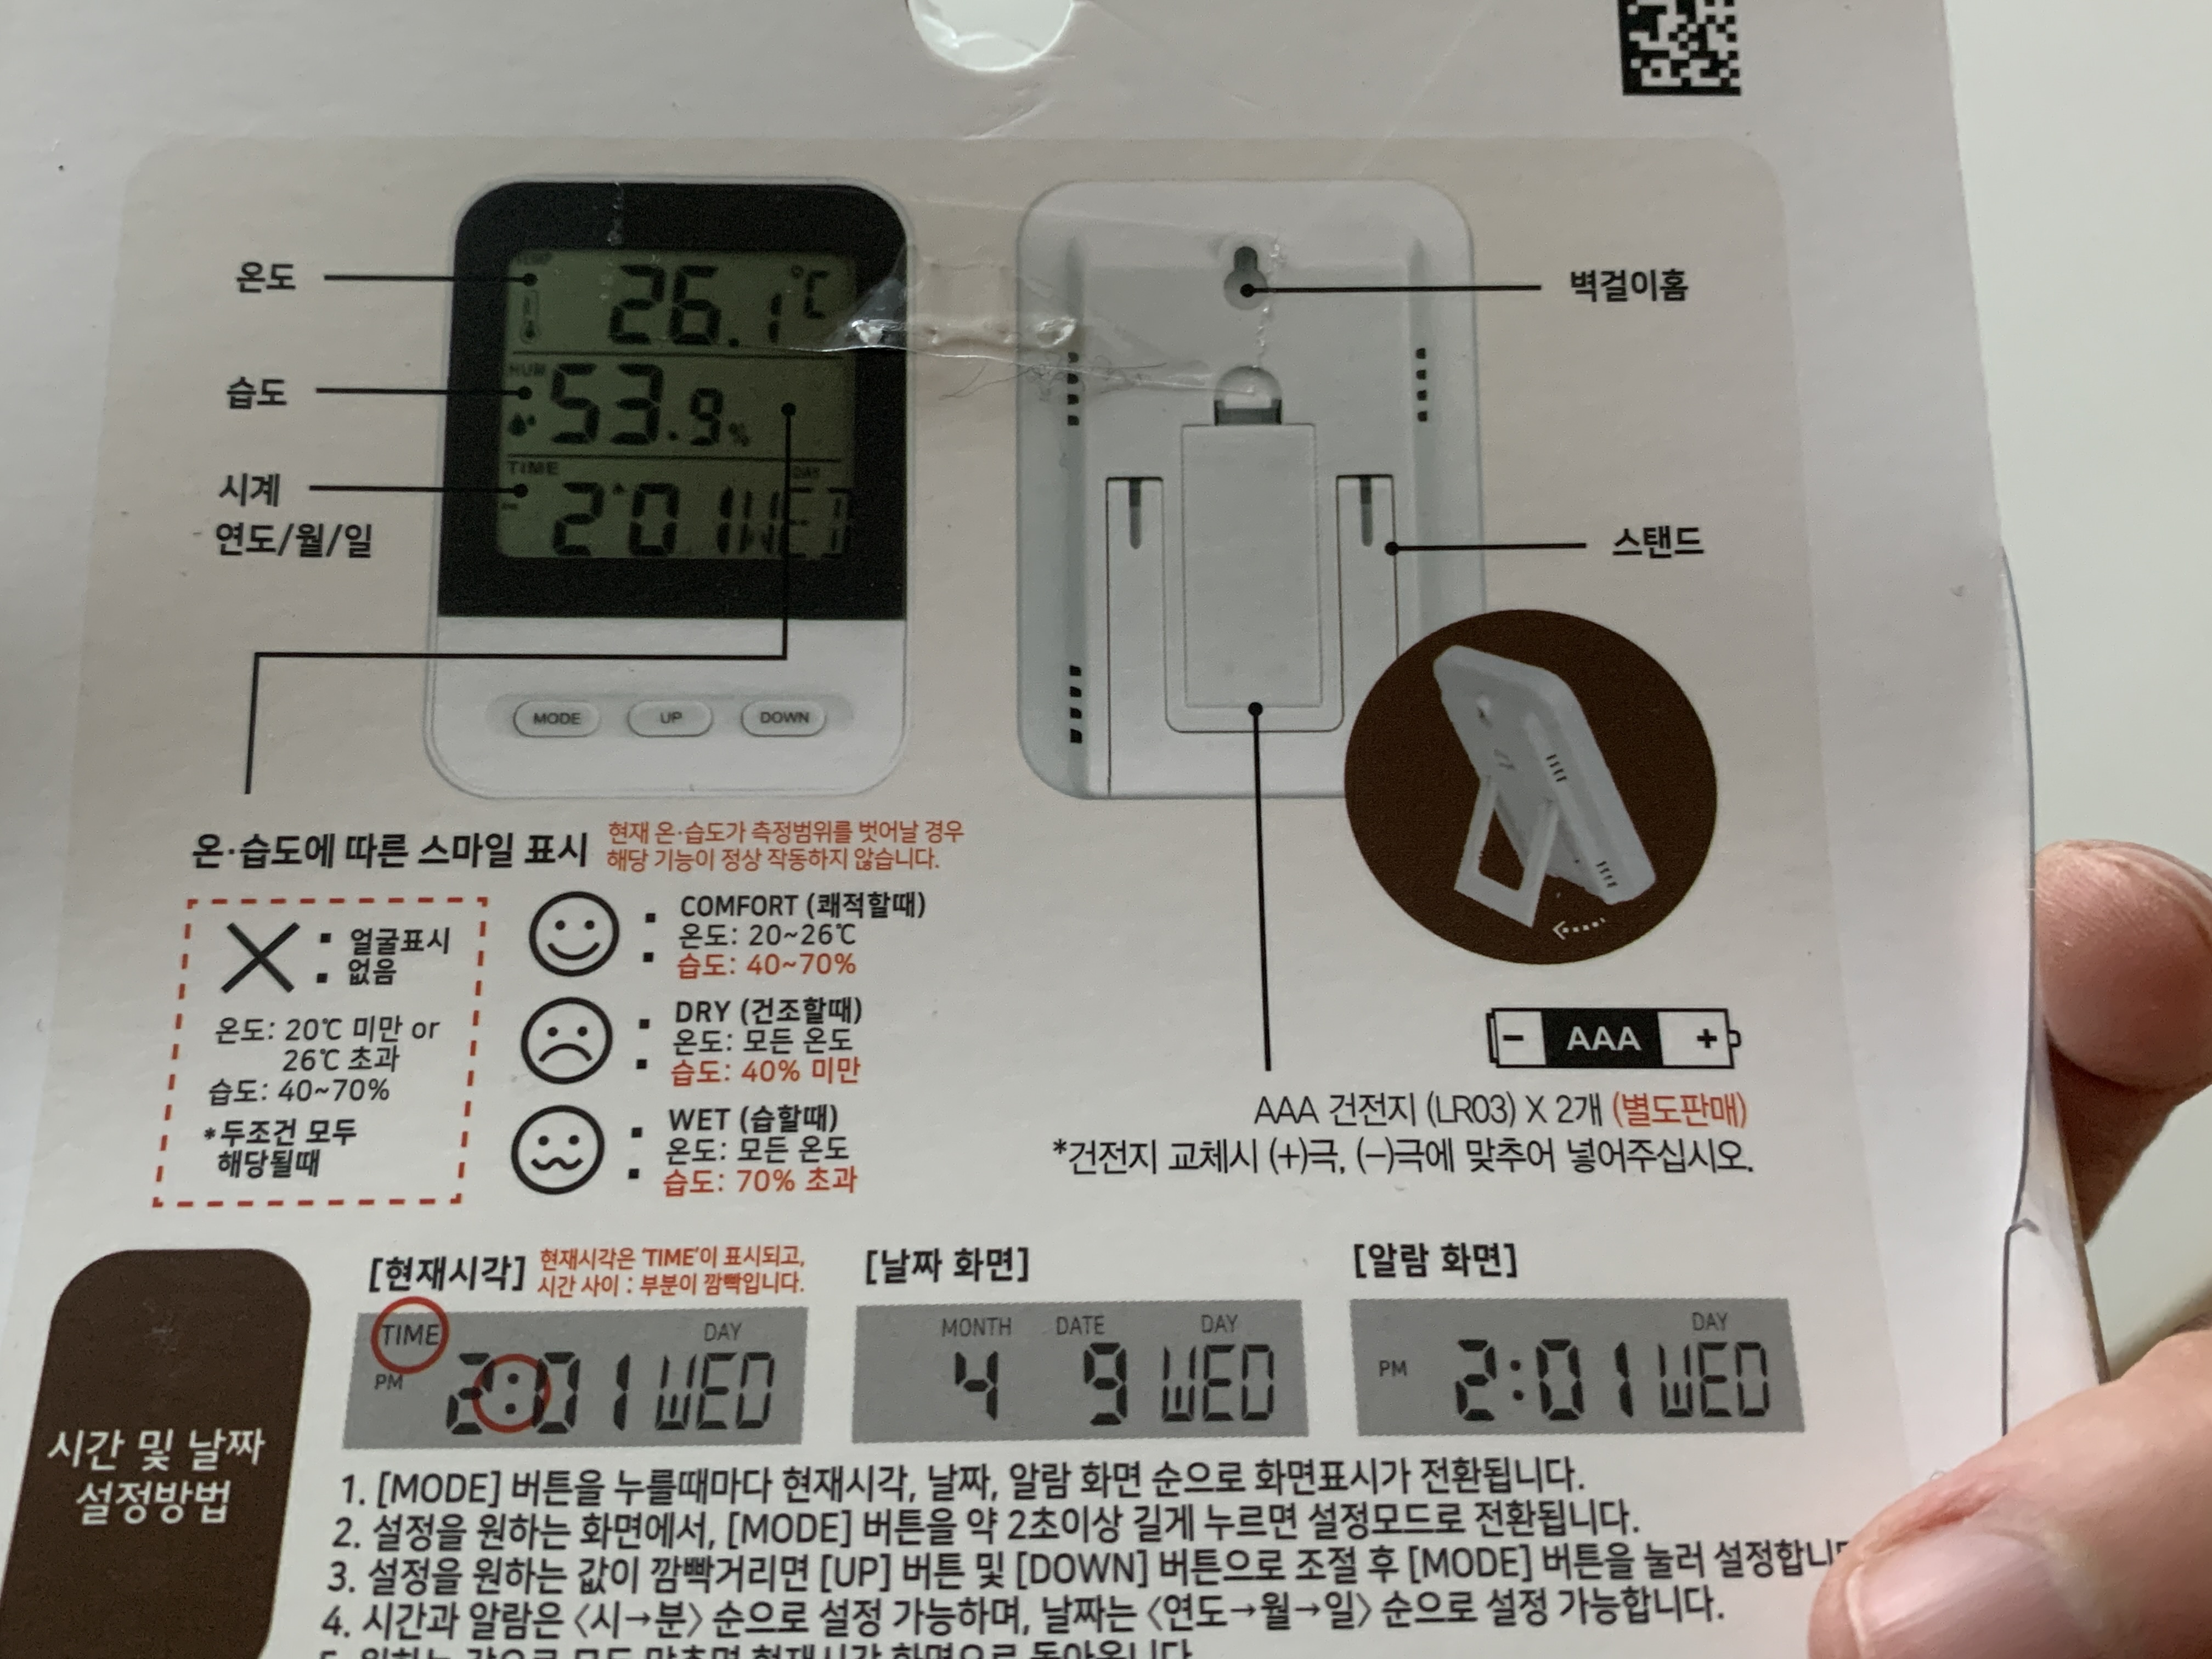 온도
TEMP
26.1℃
습도
HUM
53.9%
시계
연도/월/일
TIME
DAY
2:01 WED
MODE
UP
DOWN
벽걸이홈
스탠드
온·습도에 따른 스마일 표시
현재 온·습도가 측정범위를 벗어날 경우
해당 기능이 정상 작동하지 않습니다.
: 얼굴표시
없음
온도: 20℃ 미만 or
26℃ 초과
습도: 40~70%
*두조건 모두
해당될때
: COMFORT (쾌적할때)
온도: 20~26℃
습도: 40~70%
: DRY (건조할때)
온도: 모든 온도
습도: 40% 미만
: WET (습할때)
온도: 모든 온도
습도: 70% 초과
- AAA +
AAA 건전지 (LR03) X 2개 (별도판매)
*건전지 교체시 (+)극, (-)극에 맞추어 넣어주십시오.
시간 및 날짜
설정방법
[현재시각]
현재시각은 'TIME'이 표시되고,
시간 사이 : 부분이 깜빡입니다.
TIME
DAY
PM 2:01 WED
[날짜 화면]
MONTH DATE DAY
4 9 WED
[알람 화면]
DAY
PM 2:01 WED
1. [MODE] 버튼을 누를때마다 현재시각, 날짜, 알람 화면 순으로 화면표시가 전환됩니다.
2. 설정을 원하는 화면에서, [MODE] 버튼을 약 2초이상 길게 누르면 설정모드로 전환됩니다.
3. 설정을 원하는 값이 깜빡거리면 [UP] 버튼 및 [DOWN] 버튼으로 조절 후 [MODE] 버튼을 눌러
4. 시간과 알람은 〈시→분〉 순으로 설정 가능하며, 날짜는 〈연도→월→일〉 순으로 설정 가능합니다.